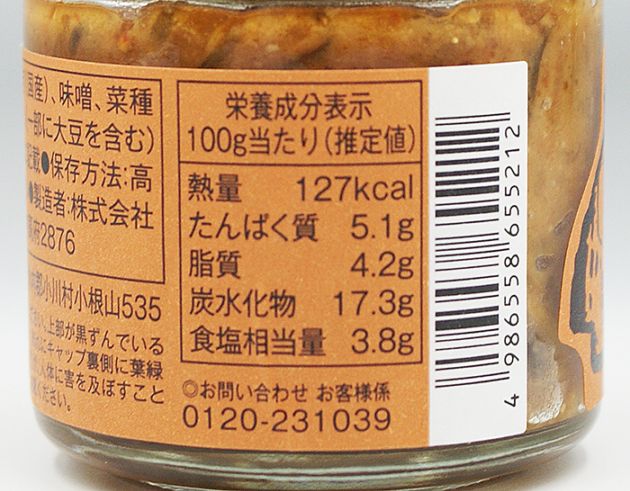 国産)、味噌、菜種
一部に大豆を含む)
記載●保存方法:高
●製造者:株式会社
2876
小川村小根山535
上部が黒ずんでいる
キャップ裏側に葉緑
人体に害を及ぼすこと
ください。
栄養成分表示
100g当たり(推定値)
熱量 127kcal
たんぱく質 5.1g
脂質 4.2g
炭水化物 17.3g
食塩相当量 3.8g
◎お問い合わせ お客様係
0120-231039
4 986558 655212